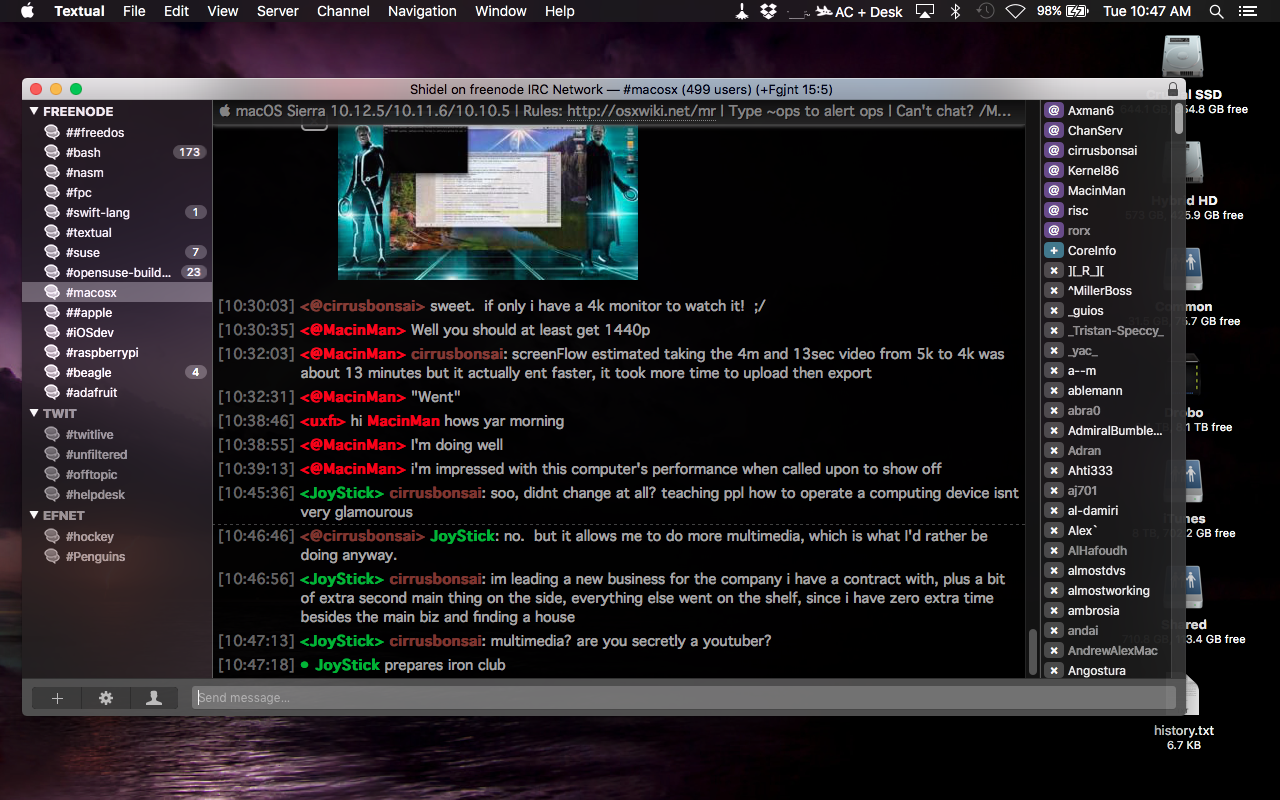 Textual File Edit View Server Channel Navigation Window Help
AC + Desk 98% Tue 10:47 AM
Shidel on freenode IRC Network — #macosx (499 users) (+Fgjnt 15:5)
FREENODE
##freedos
#bash 173
#nasm
#fpc
#swift-lang 1
#textual
#suse 7
#opensuse-build... 23
#macosx
##apple
#iOSdev
#raspberrypi
#beagle 4
#adafruit
TWIT
#twitlive
#unfiltered
#offtopic
#helpdesk
EFNET
#hockey
#Penguins
macOS Sierra 10.12.5/10.11.6/10.10.5 | Rules: http://osxwiki.net/mr | Type ~ops to alert ops | Can't chat? /M...
[10:30:03] <@cirrusbonsai> sweet. if only i have a 4k monitor to watch it! ;/
[10:30:35] <@MacinMan> Well you should at least get 1440p
[10:32:03] <@MacinMan> cirrusbonsai: screenFlow estimated taking the 4m and 13sec video from 5k to 4k was
about 13 minutes but it actually ent faster, it took more time to upload then export
[10:32:31] <@MacinMan> "Went"
[10:38:46] <uxfi> hi MacinMan hows yar morning
[10:38:55] <@MacinMan> I'm doing well
[10:39:13] <@MacinMan> i'm impressed with this computer's performance when called upon to show off
[10:45:36] <JoyStick> cirrusbonsai: soo, didnt change at all? teaching ppl how to operate a computing device isnt
very glamourous
[10:46:46] <@cirrusbonsai> JoyStick: no. but it allows me to do more multimedia, which is what I'd rather be
doing anyway.
[10:46:56] <JoyStick> cirrusbonsai: im leading a new business for the company i have a contract with, plus a bit
of extra second main thing on the side, everything else went on the shelf, since i have zero extra time
besides the main biz and finding a house
[10:47:13] <JoyStick> cirrusbonsai: multimedia? are you secretly a youtuber?
[10:47:18] • JoyStick prepares iron club
Send message...
@ Axman6
@ ChanServ
@ cirrusbonsai
@ Kernel86
@ MacinMan
@ risc
@ rorx
+ CoreInfo
x ][_R_][
x ^MillerBoss
x _guios
x _Tristan-Speccy_
x _yac_
x a--m
x ablemann
x abra0
x AdmiralBumble...
x Adran
x Ahti333
x aj701
x al-damiri
x Alex`
x AlHafoudh
x almostdvs
x almostworking
x ambrosia
x andai
x AndrewAlexMac
x Angostura
SSD
4.8 GB free
HD
5.9 GB free
5.7 GB free
1 TB free
2 GB free
3.4 GB free
history.txt
6.7 KB